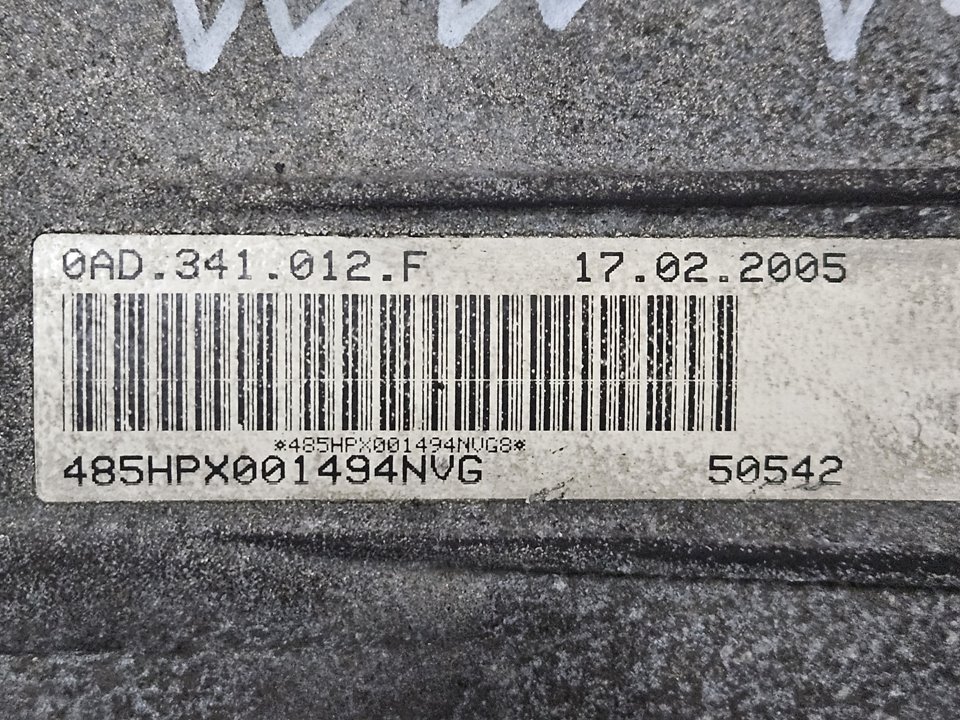 0AD.341.012.F 17.02.2005
*485HPX001494NVG8*
485HPX001494NVG 50542